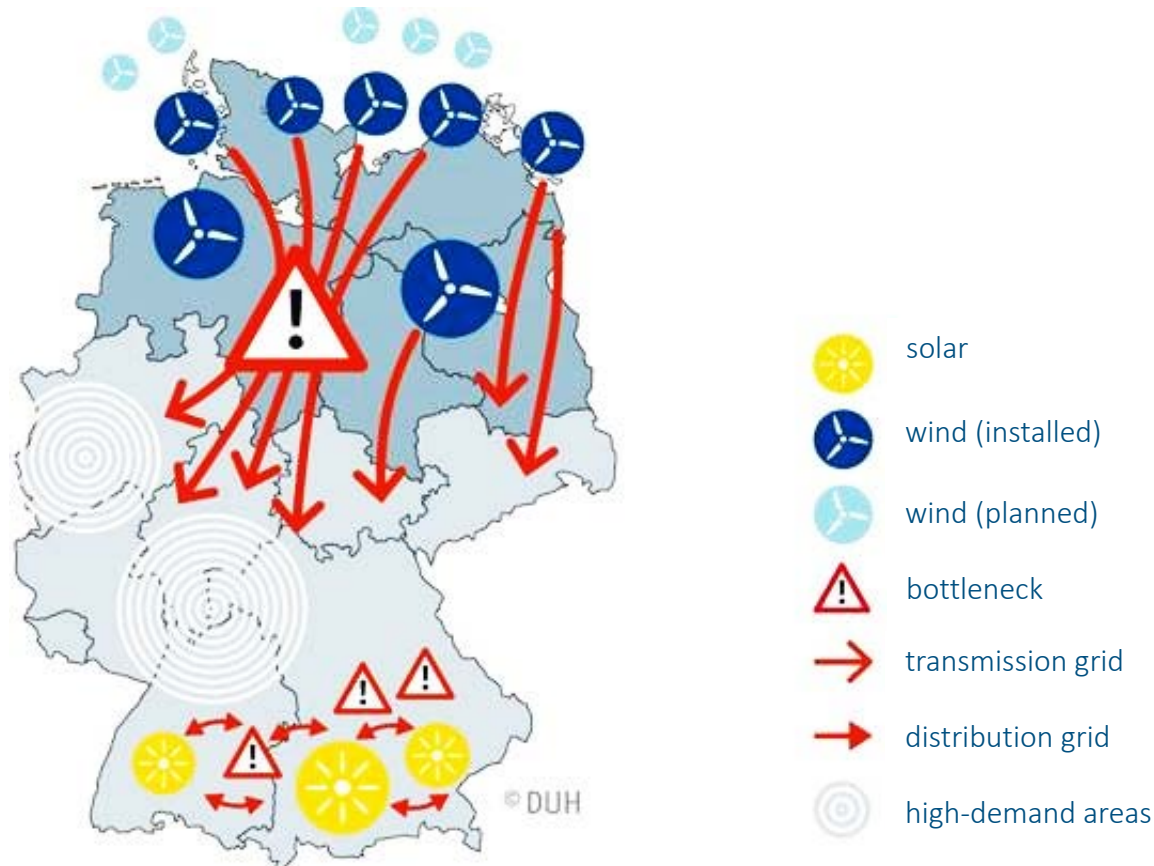 solar
wind (installed)
wind (planned)
bottleneck
transmission grid
distribution grid
high-demand areas
© DUH